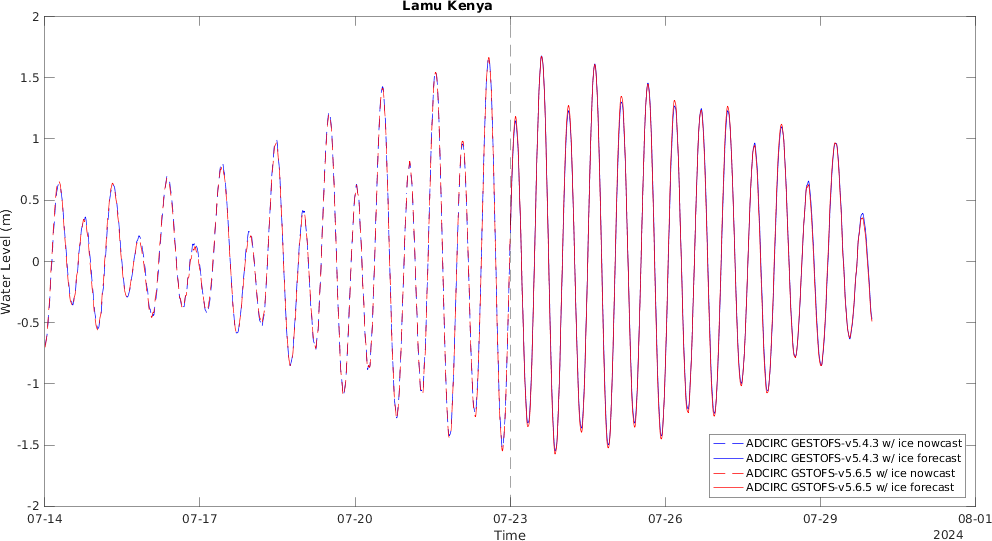 Lamu Kenya
2
1.5
1
0.5
0
-0.5
-1
-1.5
-2
Water Level (m)
07-14
07-17
07-20
07-23
07-26
07-29
08-01
Time
2024
ADCIRC GESTOFS-v5.4.3 w/ ice nowcast
ADCIRC GESTOFS-v5.4.3 w/ ice forecast
ADCIRC GSTOFS-v5.6.5 w/ ice nowcast
ADCIRC GSTOFS-v5.6.5 w/ ice forecast